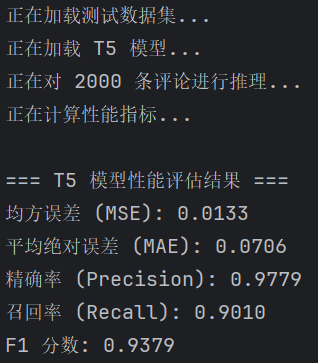 正在加载测试数据集...
正在加载 T5 模型...
正在对 2000 条评论进行推理...
正在计算性能指标...
=== T5 模型性能评估结果 ===
均方误差 (MSE): 0.0133
平均绝对误差 (MAE): 0.0706
精确率 (Precision): 0.9779
召回率 (Recall): 0.9010
F1 分数: 0.9379